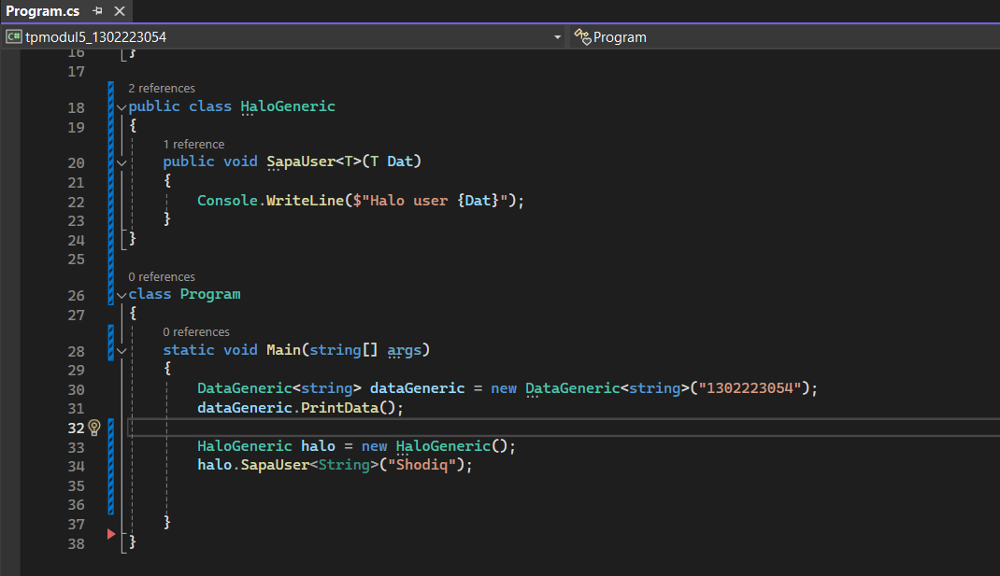 Program.cs
C# tpmodul5_1302223054 Program
16 }
17
2 references
18 public class HaloGeneric
19 {
1 reference
20 public void SapaUser<T>(T Dat)
21 {
22 Console.WriteLine($"Halo user {Dat}");
23 }
24 }
25
0 references
26 class Program
27 {
0 references
28 static void Main(string[] args)
29 {
30 DataGeneric<string> dataGeneric = new DataGeneric<string>("1302223054");
31 dataGeneric.PrintData();
32
33 HaloGeneric halo = new HaloGeneric();
34 halo.SapaUser<String>("Shodiq");
35
36
37 }
38 }